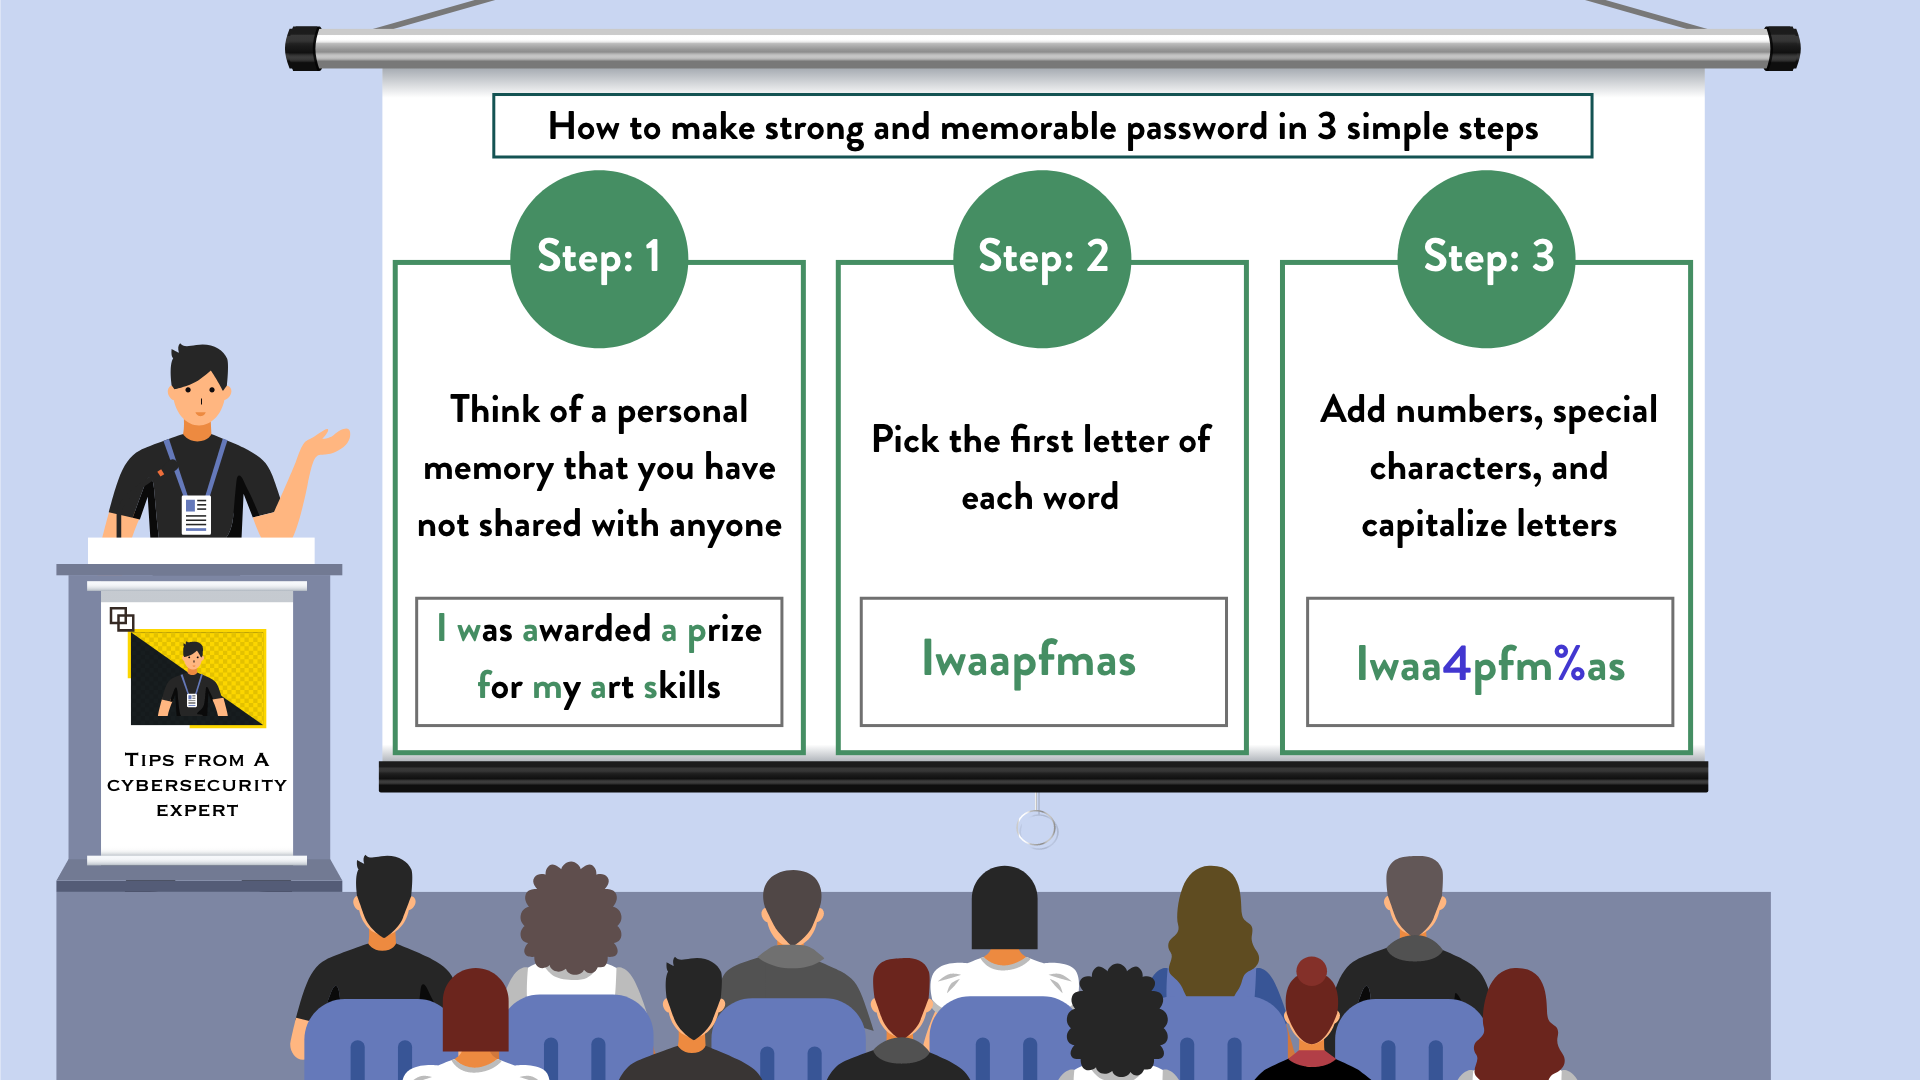 How to make strong and memorable password in 3 simple steps
Step: 1
Think of a personal
memory that you have
not shared with anyone
I was awarded a prize
for my art skills
Step: 2
Pick the first letter of
each word
Iwaapfmas
Step: 3
Add numbers, special
characters, and
capitalize letters
Iwaa4pfm%as
Tips from A
cybersecurity
expert